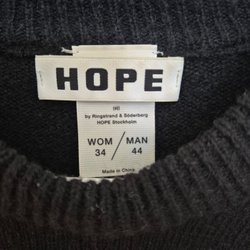 HOPE
by Ringstrand & Söderberg
HOPE Stockholm
WOM / MAN
34 / 44
Made in China